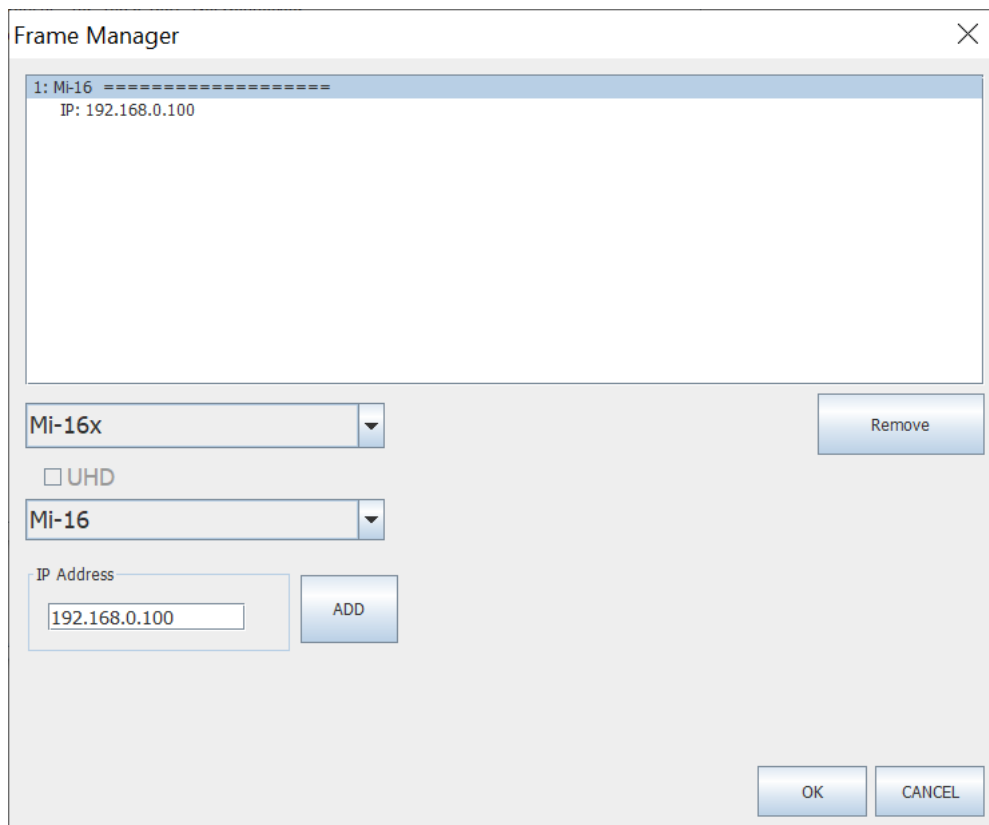 Frame Manager
1: Mi-16 ===================
IP: 192.168.0.100
Mi-16x
Remove
UHD
Mi-16
IP Address
192.168.0.100
ADD
OK
CANCEL